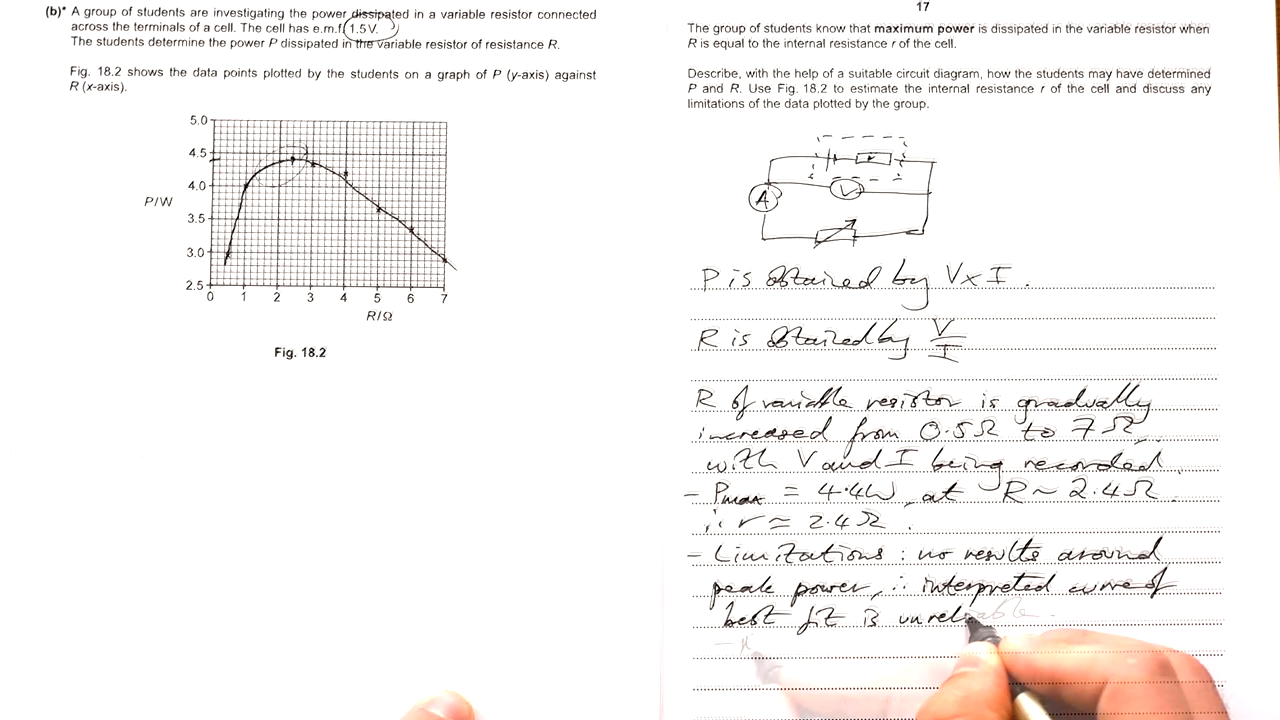 (b)* A group of students are investigating the power dissipated in a variable resistor connected
across the terminals of a cell. The cell has e.m.f. 1.5 V.
The students determine the power P dissipated in the variable resistor of resistance R.
Fig. 18.2 shows the data points plotted by the students on a graph of P (y-axis) against
R (x-axis).
5.0
4.5
4.0
3.5
3.0
2.5
P/W
0 1 2 3 4 5 6 7
R/Ω
Fig. 18.2
17
The group of students know that maximum power is dissipated in the variable resistor when
R is equal to the internal resistance r of the cell.
Describe, with the help of a suitable circuit diagram, how the students may have determined
P and R. Use Fig. 18.2 to estimate the internal resistance r of the cell and discuss any
limitations of the data plotted by the group.
A
V
P is obtained by V x I.
R is obtained by V/I
R of variable resistor is gradually
increased from 0.5Ω to 7Ω
with V and I being recorded.
- Pmax = 4.4W, at R ~ 2.4Ω.
∴ r ≈ 2.4Ω.
- Limitations : no results around
peak power, ∴ interpreted curve of
best fit is unreliable.